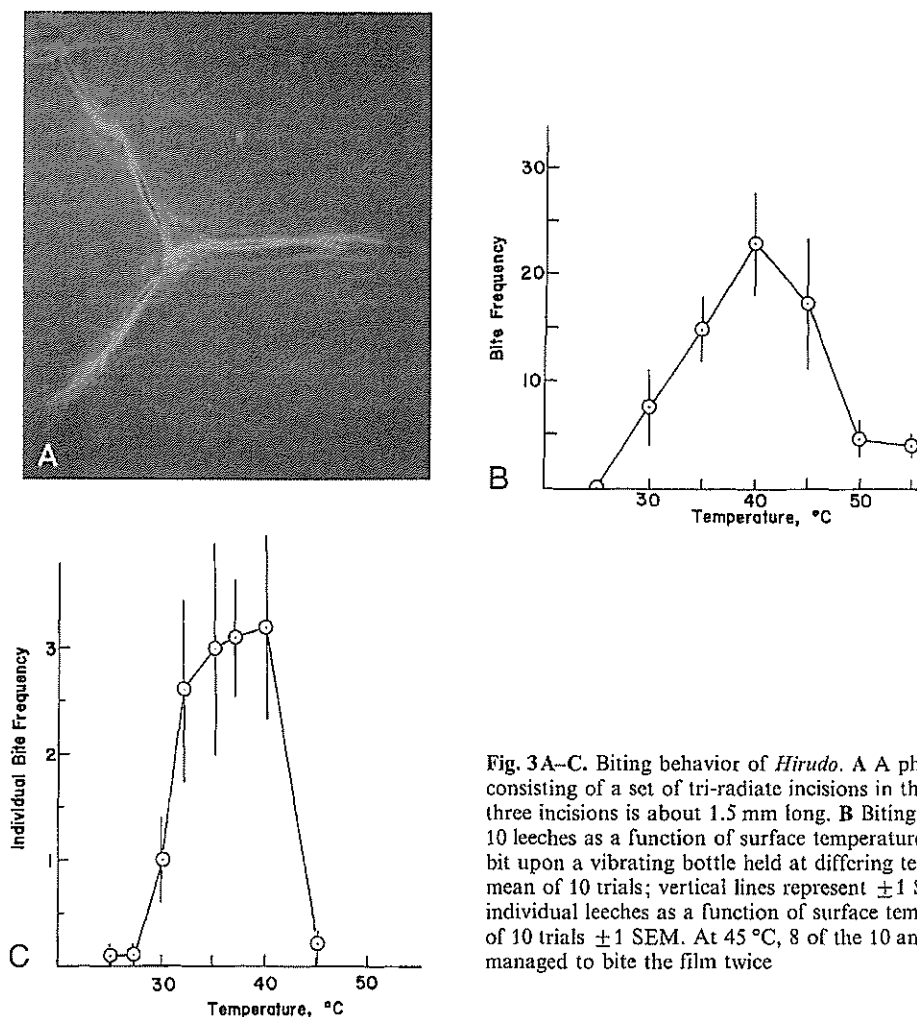 A
30
20
10
Bite Frequency
B
30
40
50
Temperature, °C
3
2
1
Individual Bite Frequency
C
30
40
50
Temperature, °C
Fig. 3A–C. Biting behavior of Hirudo. A A ph
consisting of a set of tri-radiate incisions in th
three incisions is about 1.5 mm long. B Biting
10 leeches as a function of surface temperature
bit upon a vibrating bottle held at differing te
mean of 10 trials; vertical lines represent ±1 S
individual leeches as a function of surface tem
of 10 trials ±1 SEM. At 45 °C, 8 of the 10 an
managed to bite the film twice